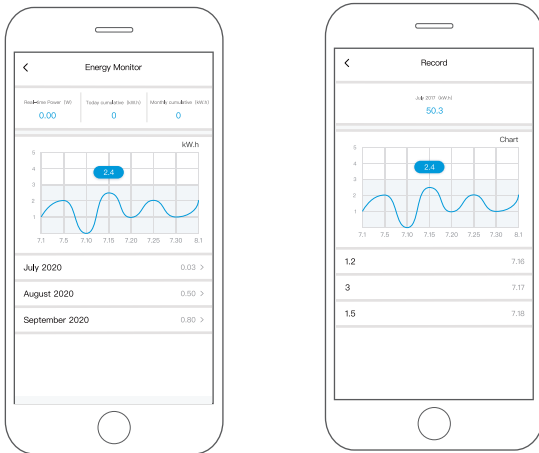 Energy Monitor
Real-time Power (W) Today cumulative (kW.h) Monthly cumulative (kW.h)
0.00 0 0
kW.h
5
4
3
2
1
2.4
7.1 7.5 7.10 7.15 7.20 7.25 7.30 8.1
July 2020 0.03
August 2020 0.50
September 2020 0.80
Record
July 2017 (kW.h)
50.3
Chart
5
4
3
2
1
2.4
7.1 7.5 7.10 7.15 7.20 7.25 7.30 8.1
1.2 7.16
3 7.17
1.5 7.18